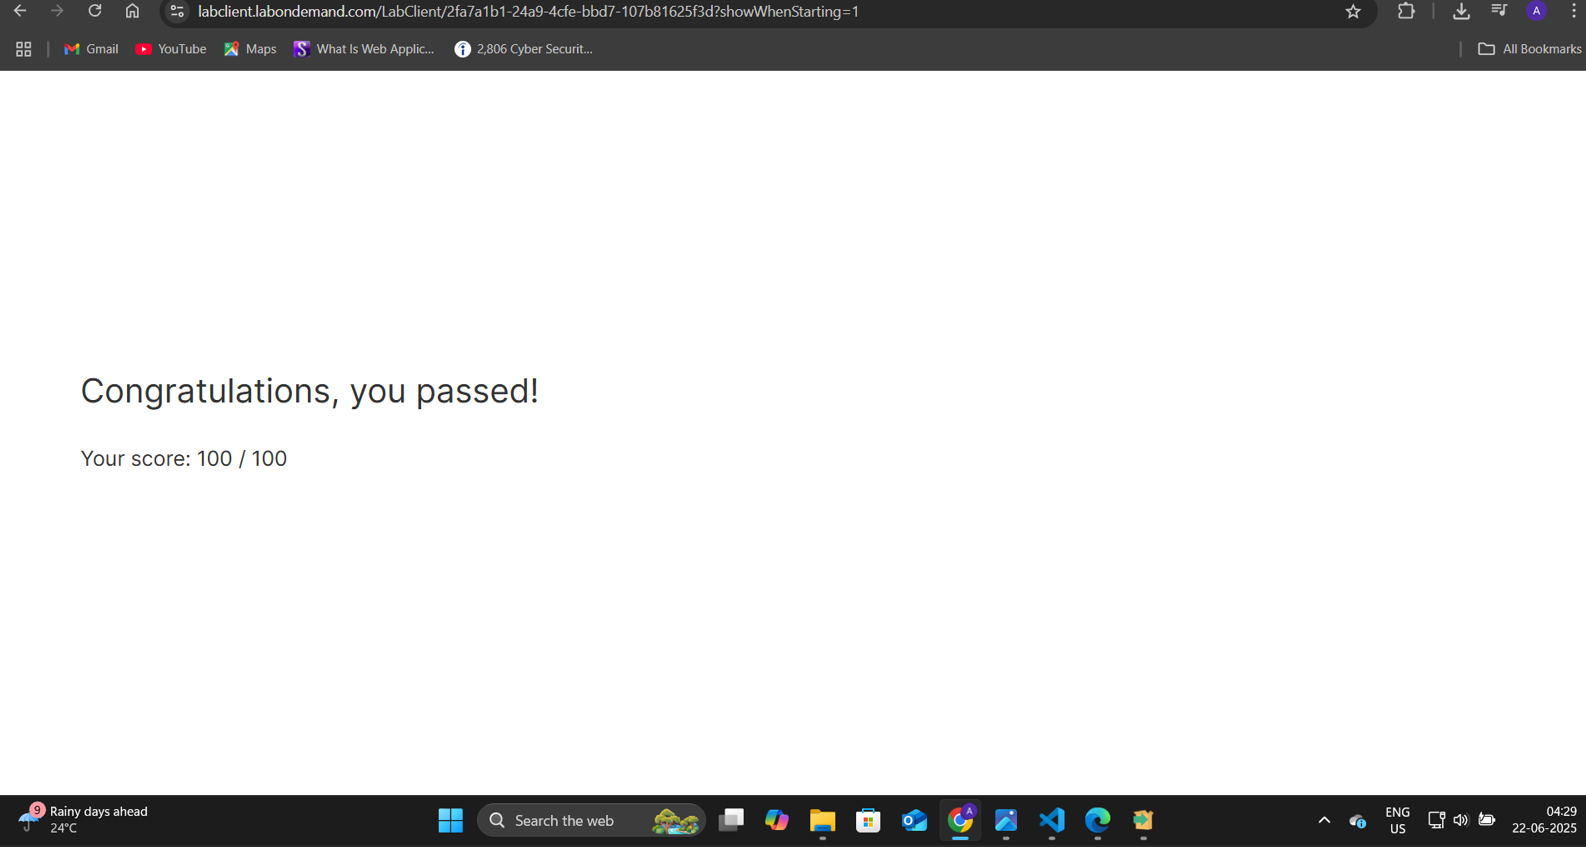 labclient.labondemand.com/LabClient/2fa7a1b1-24a9-4cfe-bbd7-107b81625f3d?showWhenStarting=1
A
Gmail YouTube Maps What Is Web Applic... 2,806 Cyber Securit... All Bookmarks
Congratulations, you passed!
Your score: 100 / 100
9
Rainy days ahead
24°C
Search the web
A
ENG
US
04:29
22-06-2025